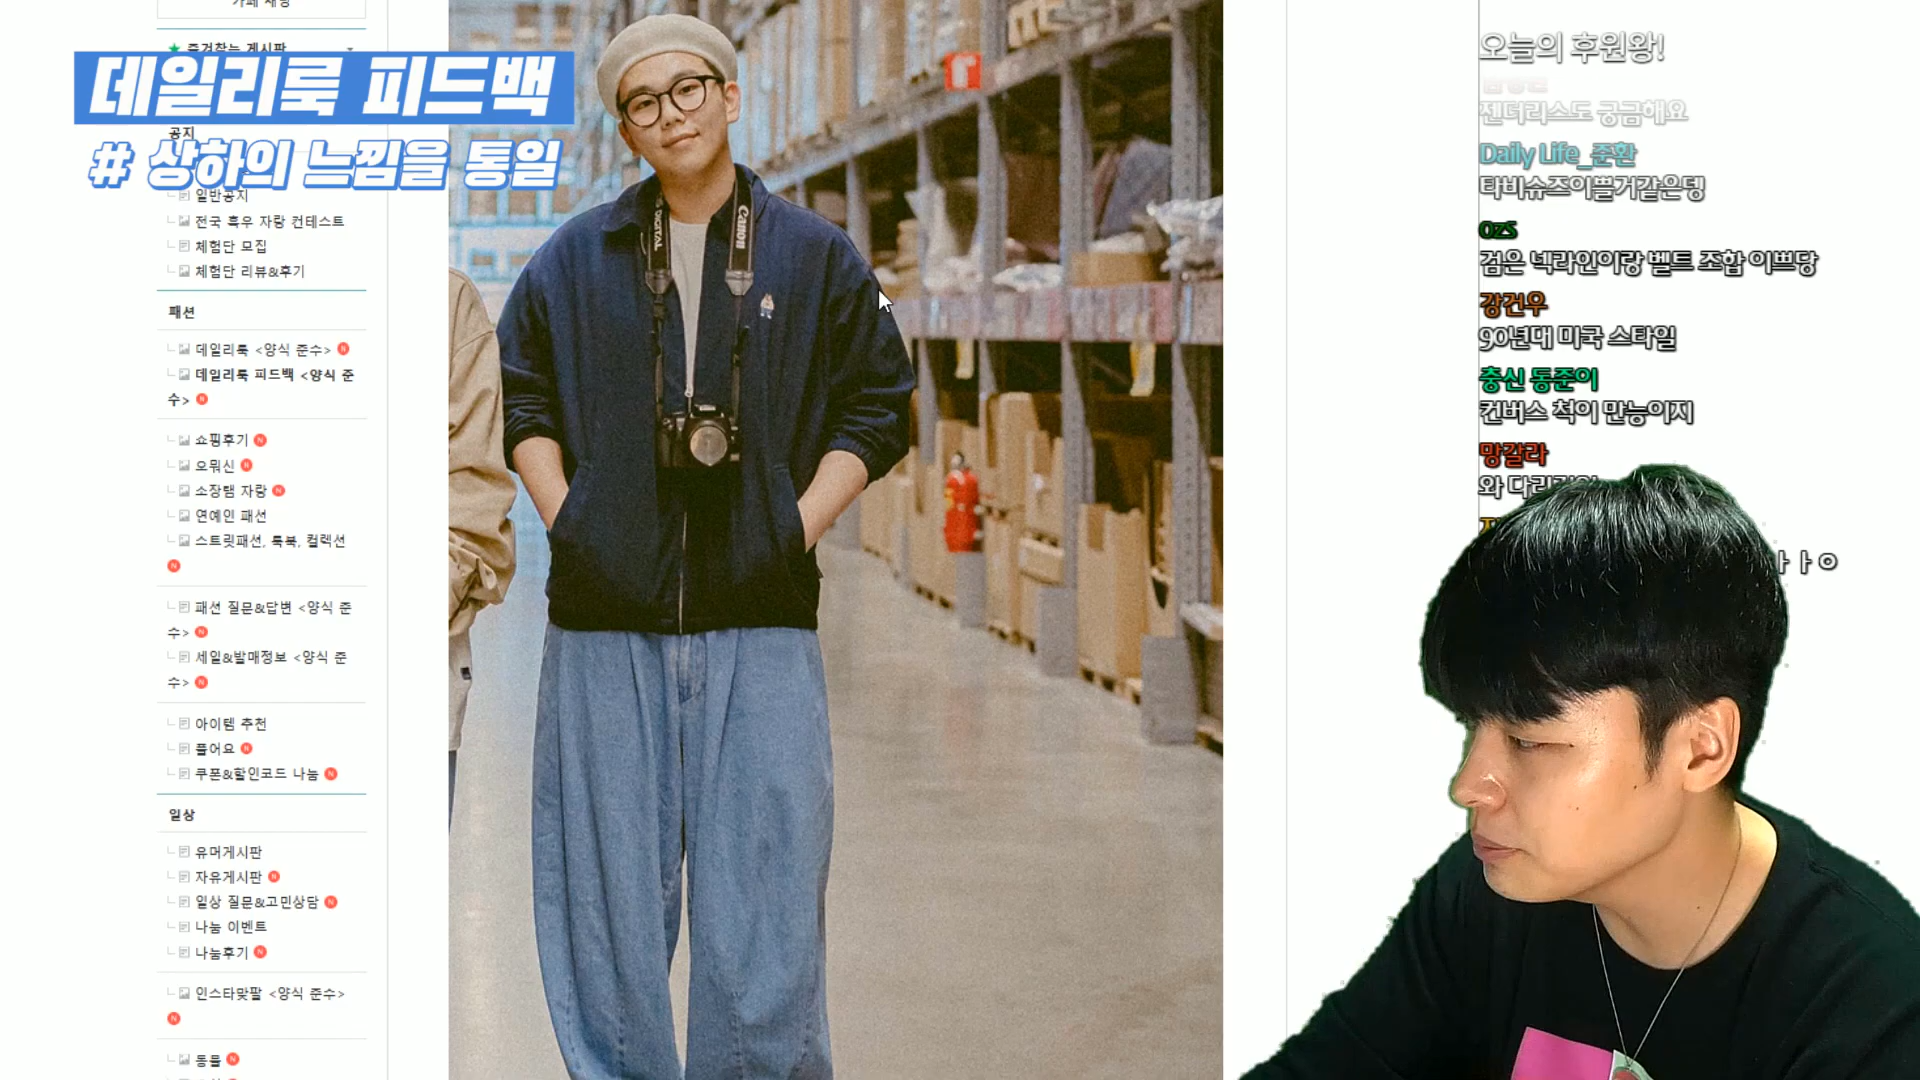 데일리룩 피드백
# 상하의 느낌을 통일
즐겨찾는 게시판
공지
일반공지
전국 흑우 자랑 컨테스트
체험단 모집
체험단 리뷰&후기
패션
데일리룩 <양식 준수>
데일리룩 피드백 <양식 준
수>
쇼핑후기
오뭐신
소장템 자랑
연예인 패션
스트릿패션, 룩북, 컬렉션
패션 질문&답변 <양식 준
수>
세일&발매정보 <양식 준
수>
아이템 추천
풀어요
쿠폰&할인코드 나눔
일상
유머게시판
자유게시판
일상 질문&고민상담
나눔 이벤트
나눔후기
인스타맞팔 <양식 준수>
동물
DIGITAL
Canon
오늘의 후원왕!
젠더리스도 궁금해요
Daily Life_준환
타비슈즈이쁠거같은뎅
OZS
검은 넥라인이랑 벨트 조합 이쁘당
강건우
90년대 미국 스타일
충신 동준이
컨버스 척이 만능이지
망갈라
와